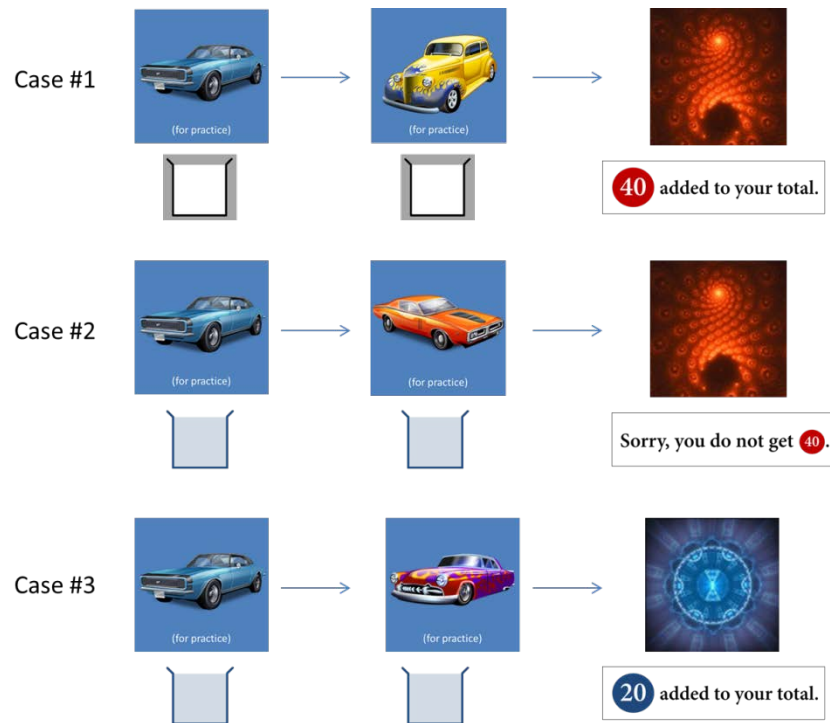 Case #1
(for practice)
(for practice)
40 added to your total.
Case #2
(for practice)
(for practice)
Sorry, you do not get 40.
Case #3
(for practice)
(for practice)
20 added to your total.